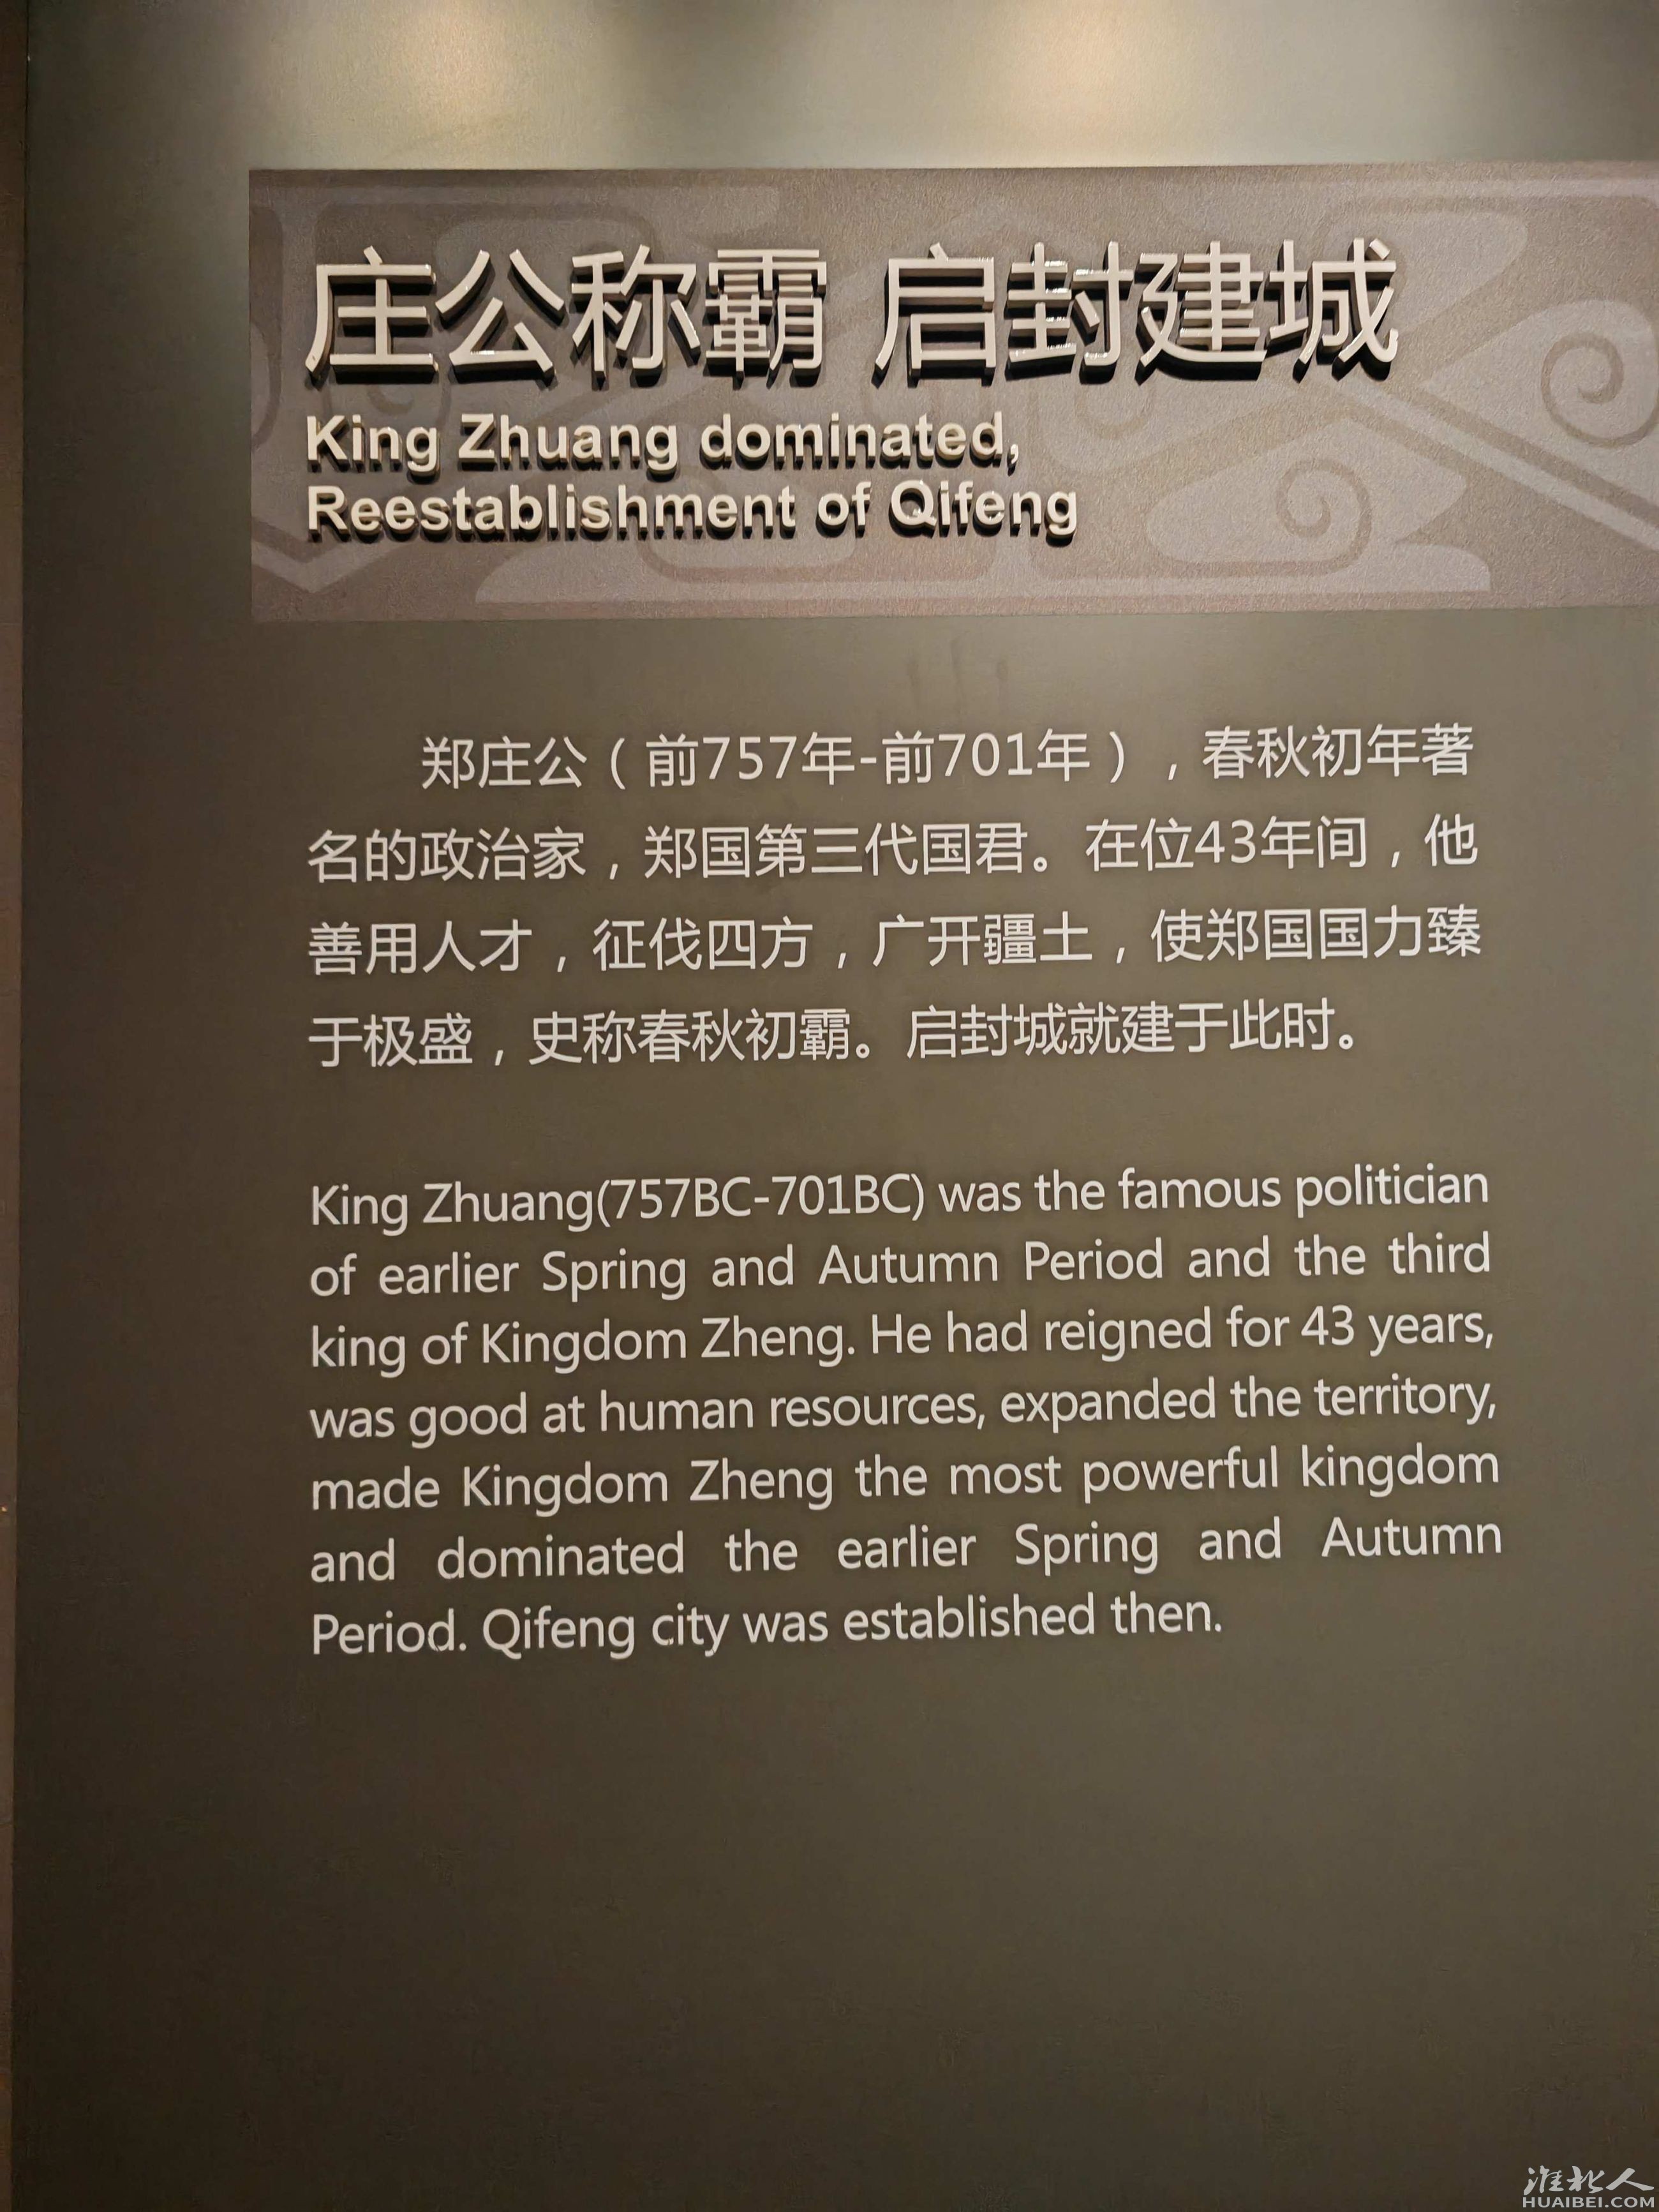 庄公称霸 启封建城
King Zhuang dominated,
Reestablishment of Qifeng
郑庄公（前757年-前701年），春秋初年著
名的政治家，郑国第三代国君。在位43年间，他
善用人才，征伐四方，广开疆土，使郑国国力臻
于极盛，史称春秋初霸。启封城就建于此时。
King Zhuang(757BC-701BC) was the famous politician
of earlier Spring and Autumn Period and the third
king of Kingdom Zheng. He had reigned for 43 years,
was good at human resources, expanded the territory,
made Kingdom Zheng the most powerful kingdom
and dominated the earlier Spring and Autumn
Period. Qifeng city was established then.
淮北人
HUAIBEI.COM